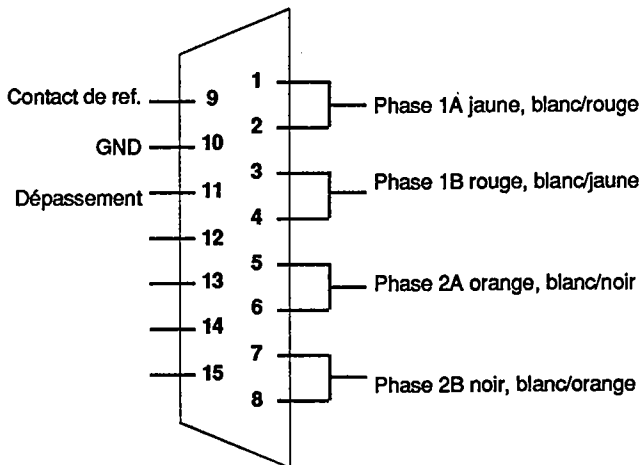 1
Contact de ref.
9
Phase 1A jaune, blanc/rouge
2
GND
10
3
Phase 1B rouge, blanc/jaune
Dépassement
11
4
12
5
13
Phase 2A orange, blanc/noir
6
14
7
15
Phase 2B noir, blanc/orange
8